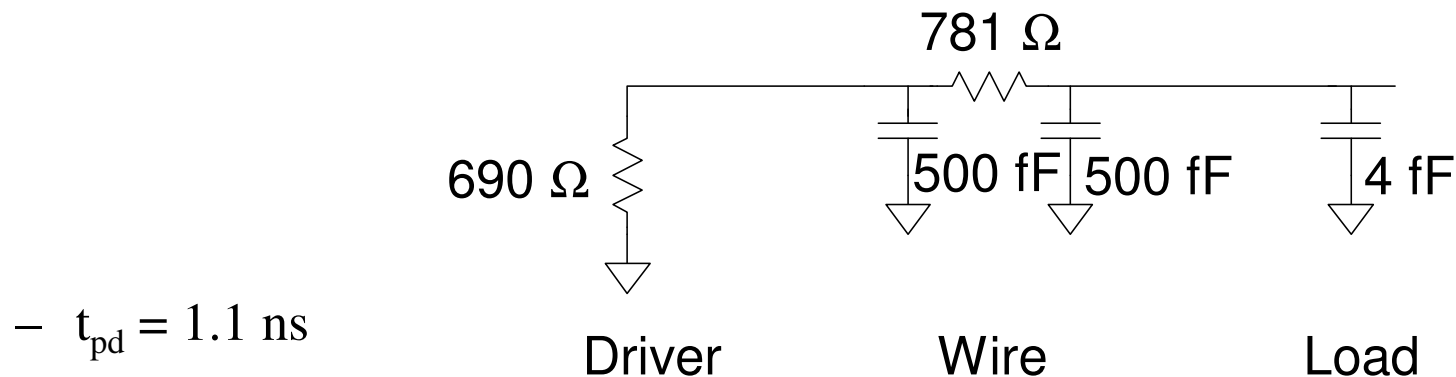 781 Ω
690 Ω
500 fF 500 fF 4 fF
– t_pd = 1.1 ns
Driver Wire Load